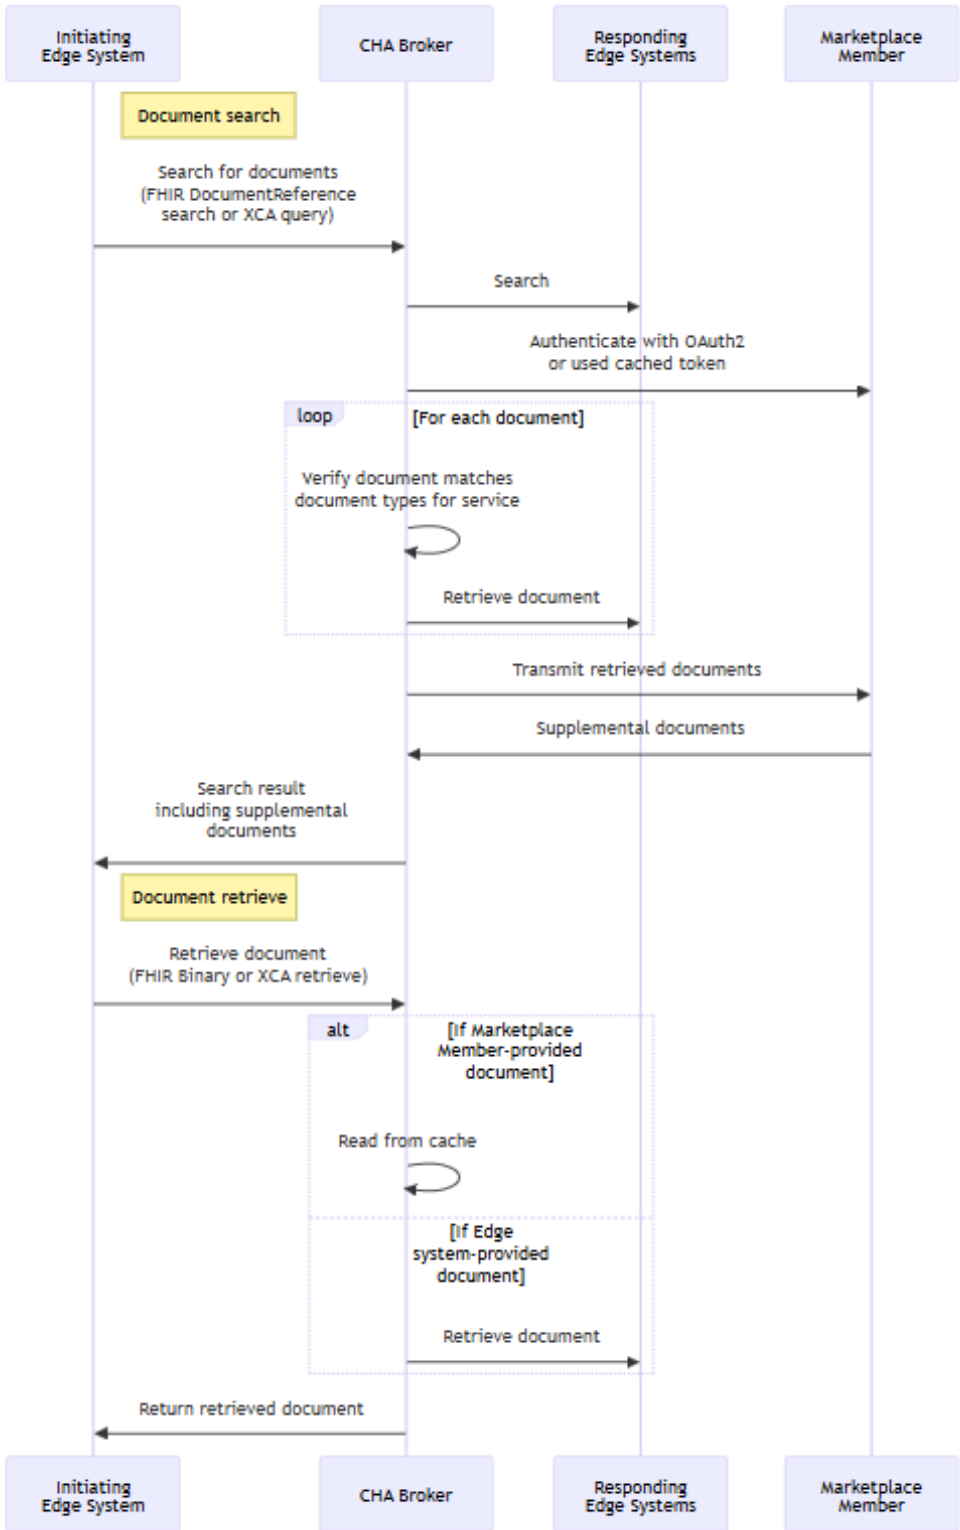 Initiating
Edge System
CHA Broker
Responding
Edge Systems
Marketplace
Member
Document search
Search for documents
(FHIR DocumentReference
search or XCA query)
Search
Authenticate with OAuth2
or used cached token
loop
[For each document]
Verify document matches
document types for service
Retrieve document
Transmit retrieved documents
Supplemental documents
Search result
including supplemental
documents
Document retrieve
Retrieve document
(FHIR Binary or XCA retrieve)
alt
[If Marketplace
Member-provided
document]
Read from cache
[If Edge
system-provided
document]
Retrieve document
Return retrieved document
Initiating
Edge System
CHA Broker
Responding
Edge Systems
Marketplace
Member